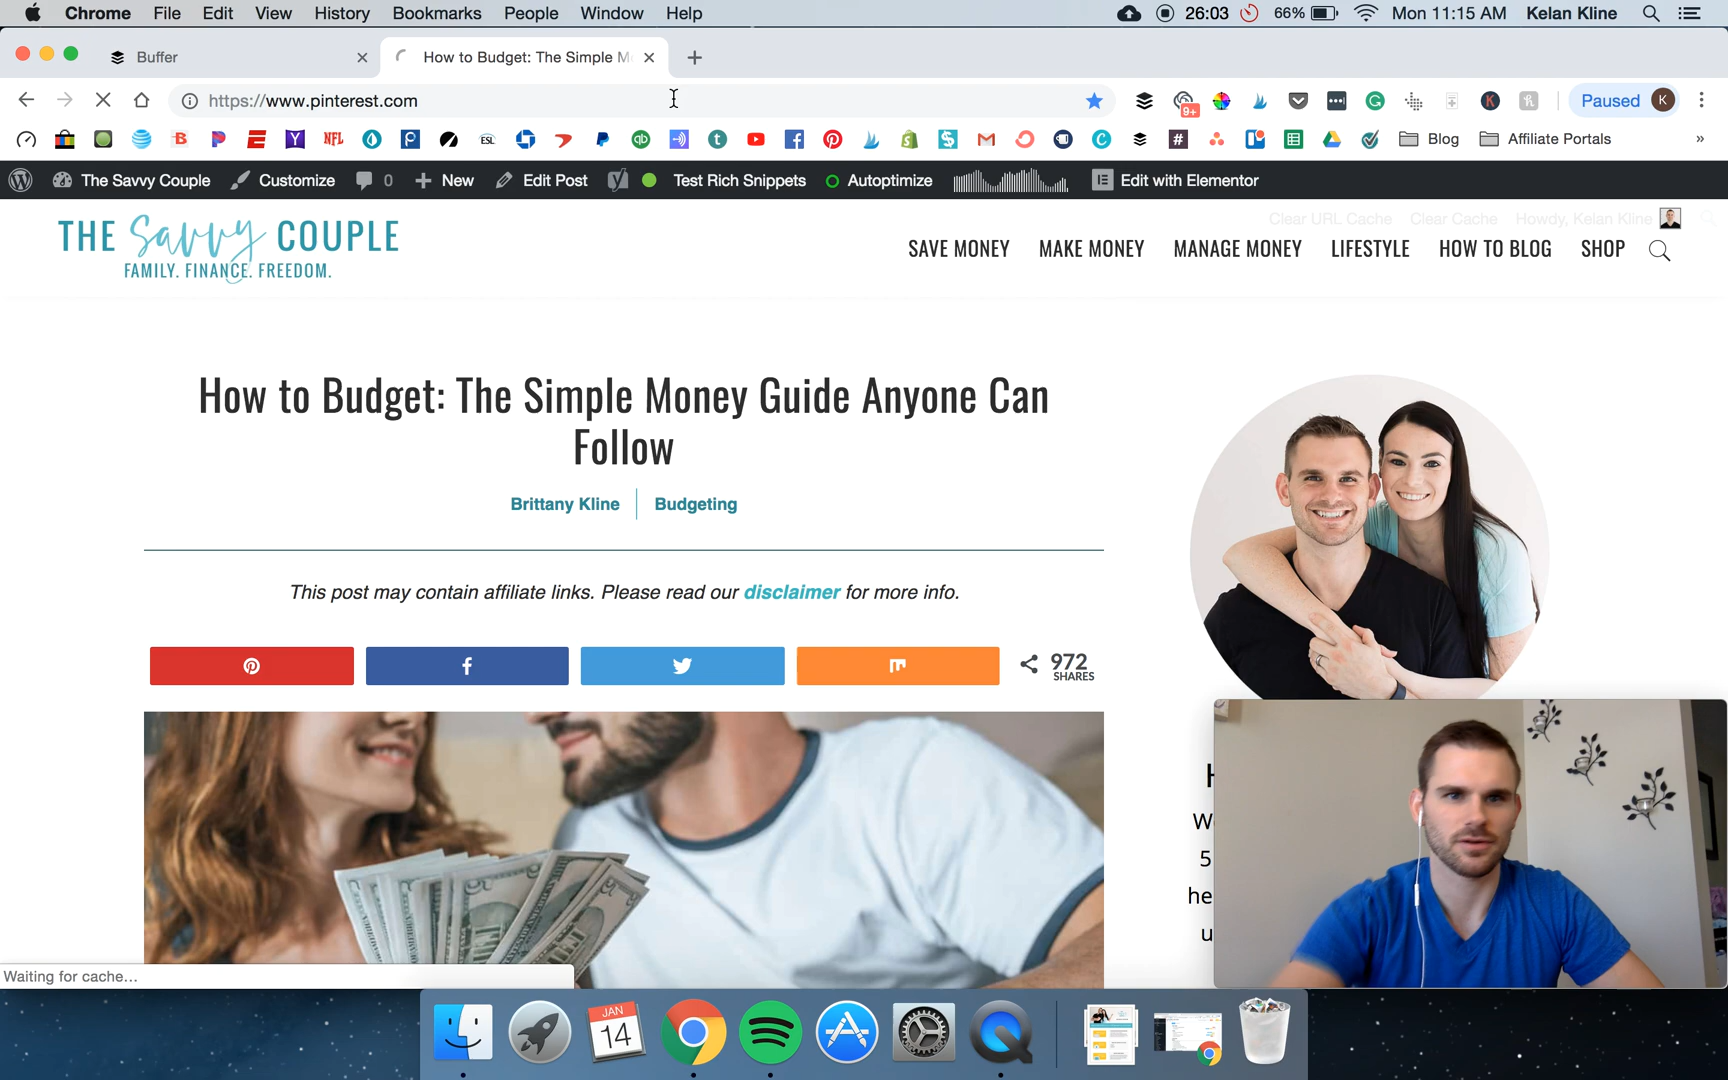 Chrome File Edit View History Bookmarks People Window Help 26:03 66% Mon 11:15 AM Kelan Kline
Buffer
How to Budget: The Simple M
https://www.pinterest.com
9+
Paused K
NFL
ESL
Blog
Affiliate Portals
The Savvy Couple Customize 0 New Edit Post Test Rich Snippets Autoptimize Edit with Elementor
Clear URL Cache Clear Cache Howdy, Kelan Kline
THE Savvy COUPLE
FAMILY. FINANCE. FREEDOM.
SAVE MONEY MAKE MONEY MANAGE MONEY LIFESTYLE HOW TO BLOG SHOP
How to Budget: The Simple Money Guide Anyone Can
Follow
Brittany Kline
Budgeting
This post may contain affiliate links. Please read our disclaimer for more info.
972
SHARES
H
W
5
he
u
Waiting for cache...
JAN
14